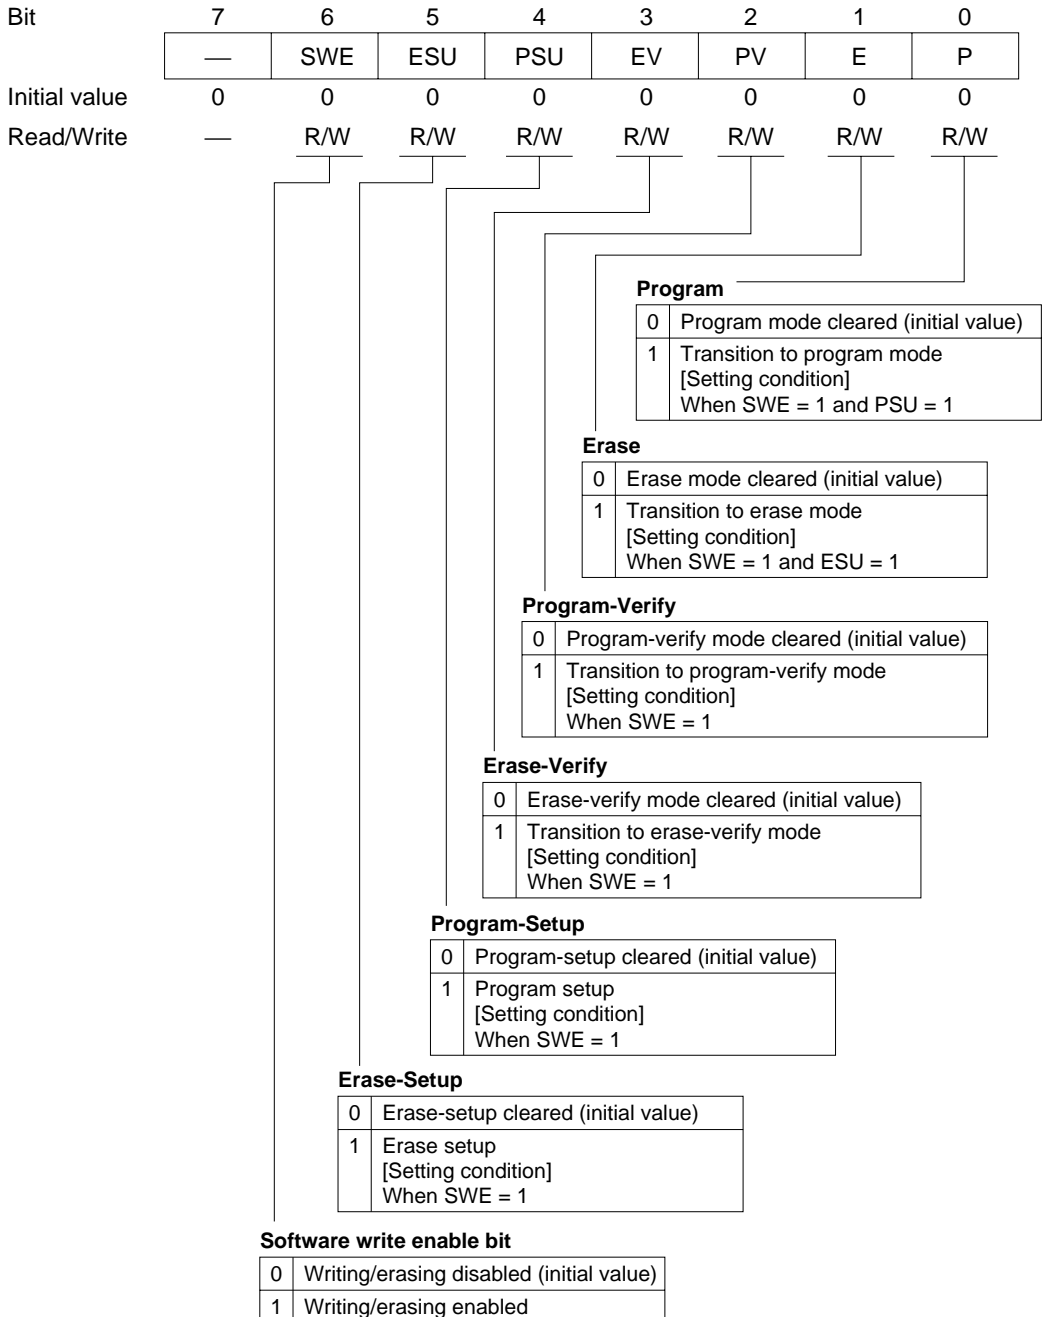 Bit 7 6 5 4 3 2 1 0
— SWE ESU PSU EV PV E P
Initial value 0 0 0 0 0 0 0 0
Read/Write — R/W R/W R/W R/W R/W R/W R/W
Program
0 Program mode cleared (initial value)
1 Transition to program mode
[Setting condition]
When SWE = 1 and PSU = 1
Erase
0 Erase mode cleared (initial value)
1 Transition to erase mode
[Setting condition]
When SWE = 1 and ESU = 1
Program-Verify
0 Program-verify mode cleared (initial value)
1 Transition to program-verify mode
[Setting condition]
When SWE = 1
Erase-Verify
0 Erase-verify mode cleared (initial value)
1 Transition to erase-verify mode
[Setting condition]
When SWE = 1
Program-Setup
0 Program-setup cleared (initial value)
1 Program setup
[Setting condition]
When SWE = 1
Erase-Setup
0 Erase-setup cleared (initial value)
1 Erase setup
[Setting condition]
When SWE = 1
Software write enable bit
0 Writing/erasing disabled (initial value)
1 Writing/erasing enabled